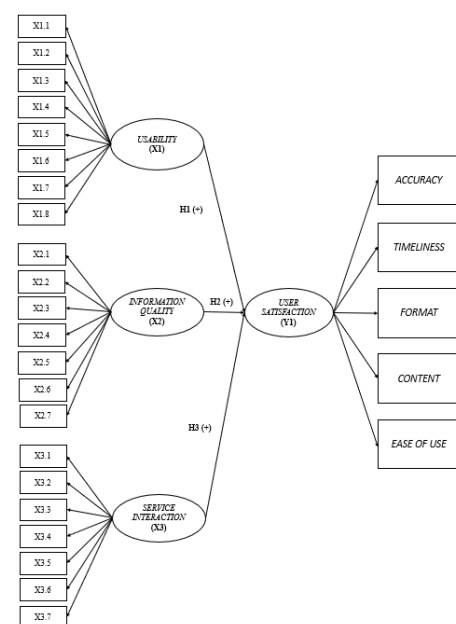 X1.1
X1.2
X1.3
X1.4
X1.5
X1.6
X1.7
X1.8
USABILITY
(X1)
H1 (+)
X2.1
X2.2
X2.3
X2.4
X2.5
X2.6
X2.7
INFORMATION
QUALITY
(X2)
H2 (+)
X3.1
X3.2
X3.3
X3.4
X3.5
X3.6
X3.7
SERVICE
INTERACTION
(X3)
H3 (+)
USER
SATISFACTION
(Y1)
ACCURACY
TIMELINESS
FORMAT
CONTENT
EASE OF USE